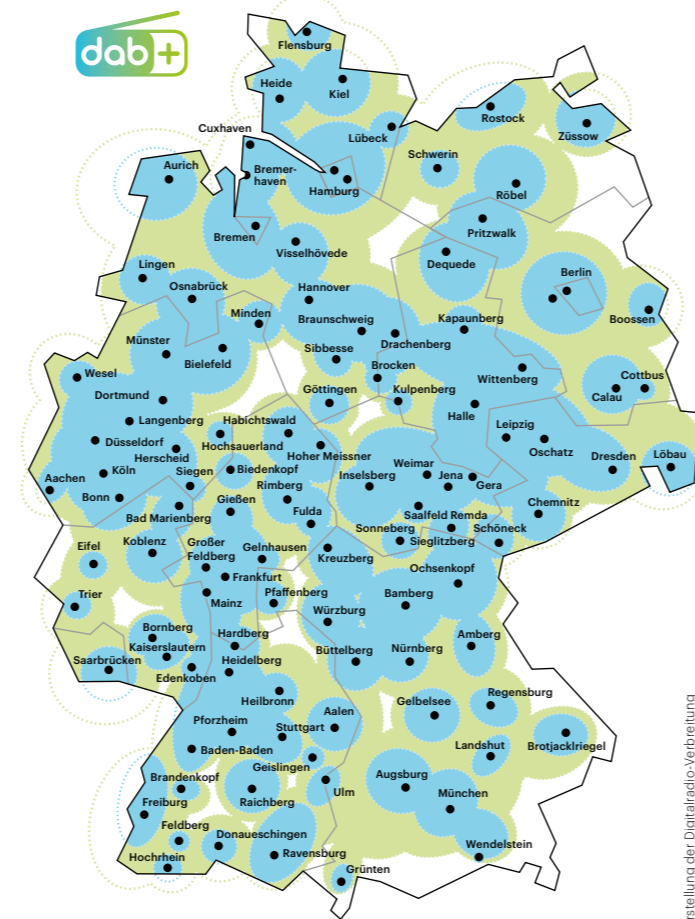 dab+
Flensburg
Heide
Kiel
Rostock
Cuxhaven
Lübeck
Züssow
Schwerin
Aurich
Bremer-
haven
Hamburg
Röbel
Bremen
Pritzwalk
Visselhövede
Lingen
Dequede
Berlin
Osnabrück
Hannover
Minden
Braunschweig
Kapaunberg
Boossen
Münster
Drachenberg
Sibbesse
Bielefeld
Brocken
Wesel
Wittenberg
Cottbus
Göttingen
Kulpenberg
Calau
Dortmund
Halle
Langenberg
Habichtswald
Leipzig
Düsseldorf
Hochsauerland
Oschatz
Herscheid
Hoher Meissner
Löbau
Dresden
Köln
Siegen
Biedenkopf
Weimar
Aachen
Inselsberg
Jena
Gera
Rimberg
Bonn
Gießen
Chemnitz
Bad Marienberg
Fulda
Saalfeld Remda
Sonneberg
Schöneck
Sieglitzberg
Eifel
Koblenz
Großer
Feldberg
Gelnhausen
Kreuzberg
Ochsenkopf
Frankfurt
Trier
Pfaffenberg
Bamberg
Mainz
Würzburg
Bornberg
Hardberg
Amberg
Kaiserslautern
Büttelberg
Nürnberg
Saarbrücken
Heidelberg
Edenkoben
Regensburg
Heilbronn
Gelbelsee
Aalen
Pforzheim
Stuttgart
Landshut
Brotjacklriegel
Baden-Baden
Geislingen
Brandenkopf
Augsburg
Ulm
München
Freiburg
Raichberg
Feldberg
Donaueschingen
Wendelstein
Hochrhein
Ravensburg
Grünten
rstellung der Digitalradio-Verbreitung